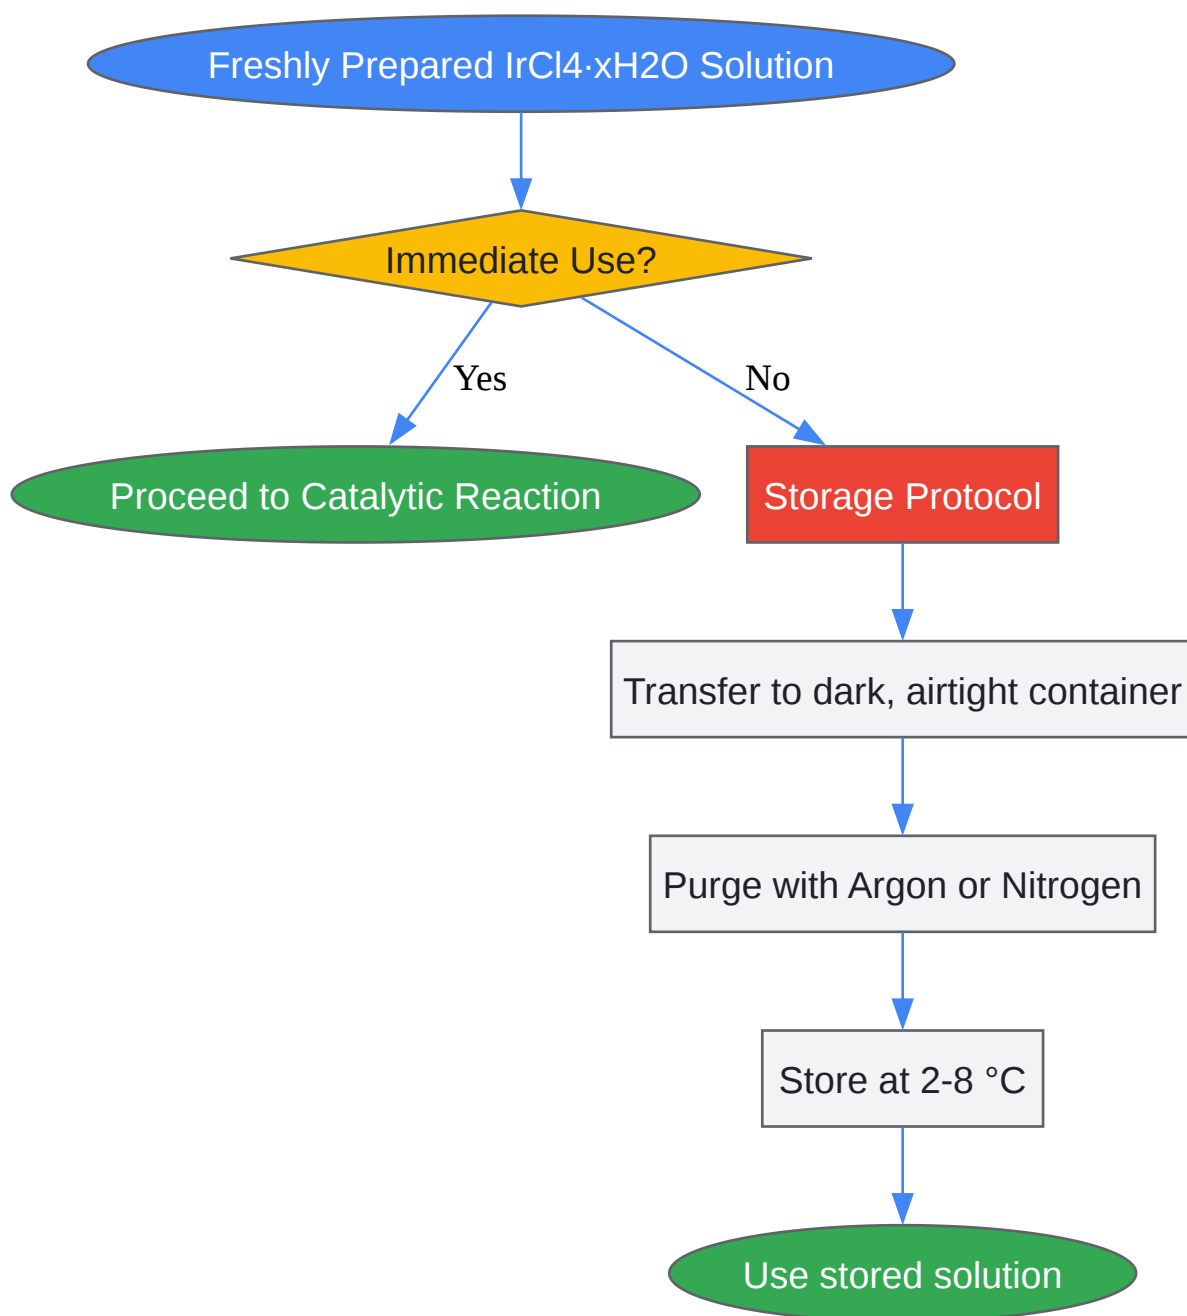 Freshly Prepared IrCl4·xH2O Solution
Immediate Use?
Yes
No
Proceed to Catalytic Reaction
Storage Protocol
Transfer to dark, airtight container
Purge with Argon or Nitrogen
Store at 2-8 °C
Use stored solution